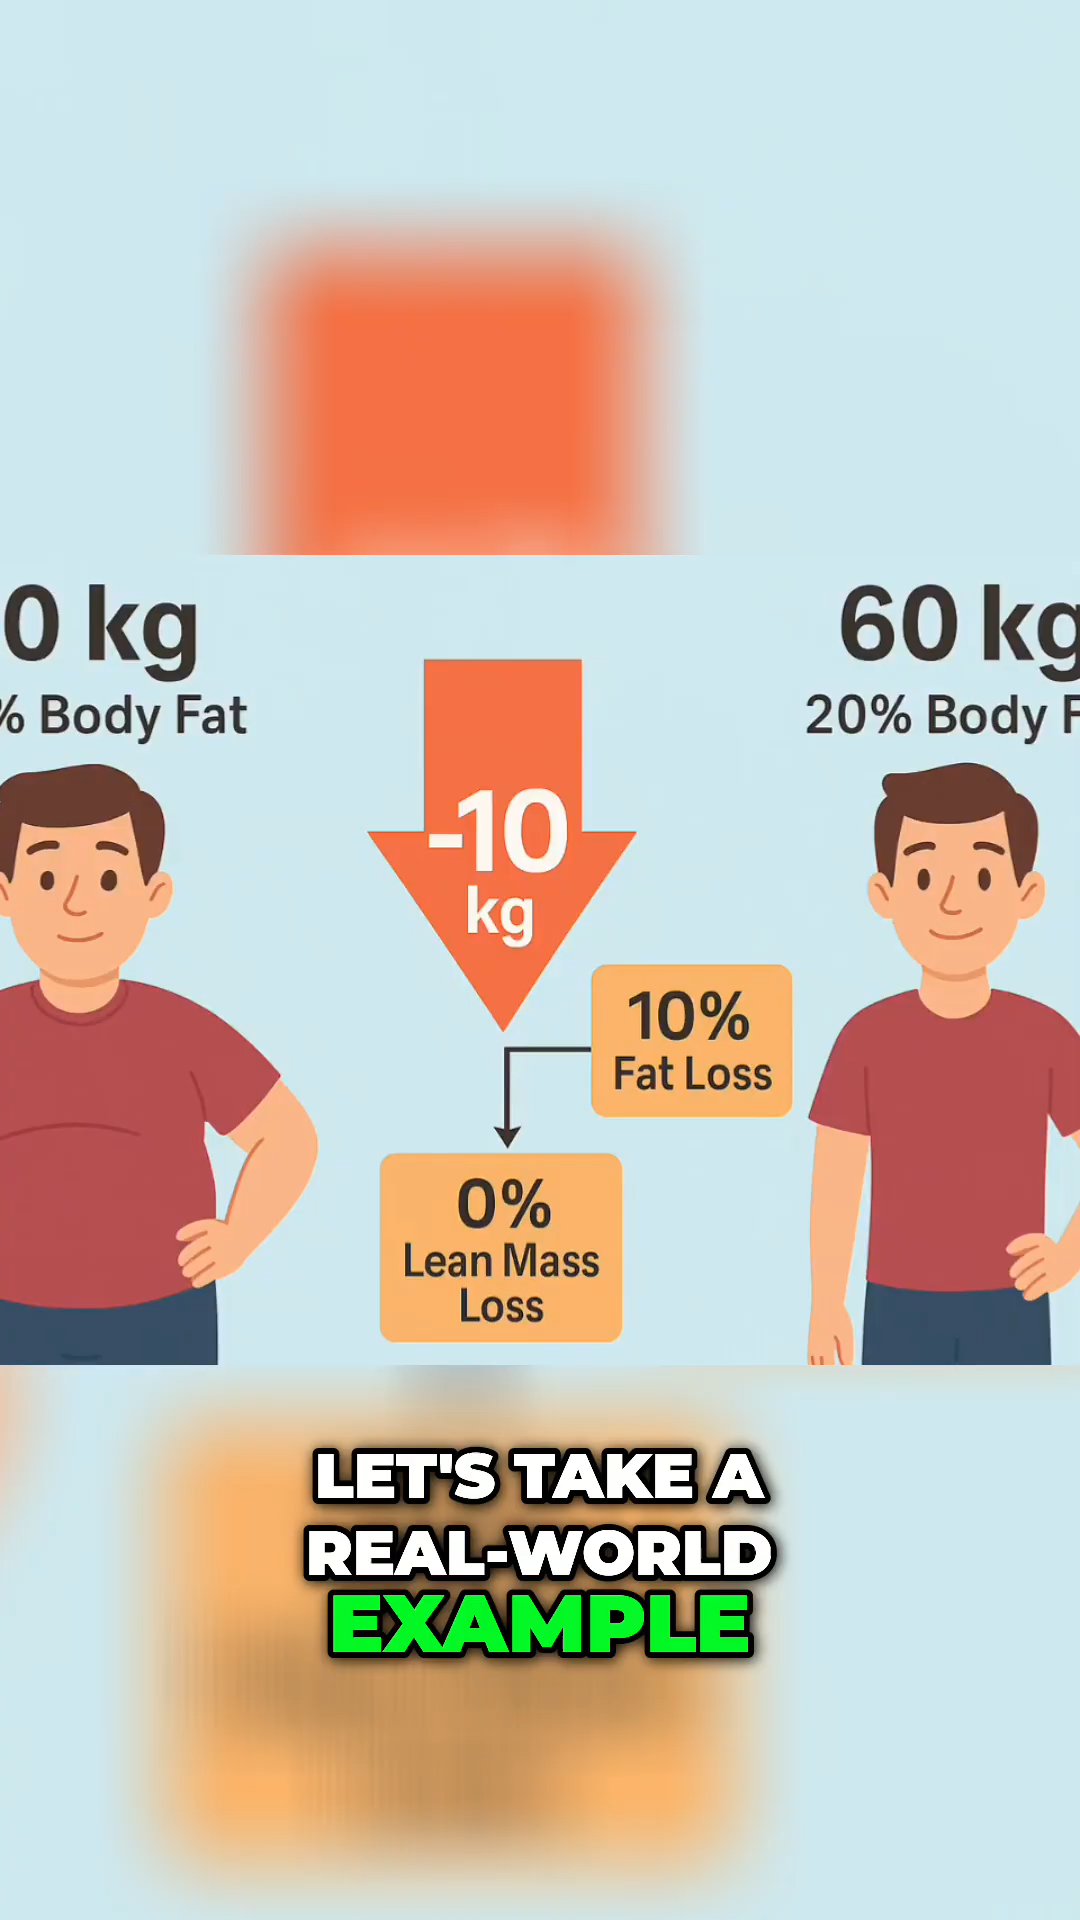 0 kg
% Body Fat
-10
kg
10%
Fat Loss
0%
Lean Mass
Loss
60 kg
20% Body F
LET'S TAKE A
REAL-WORLD
EXAMPLE